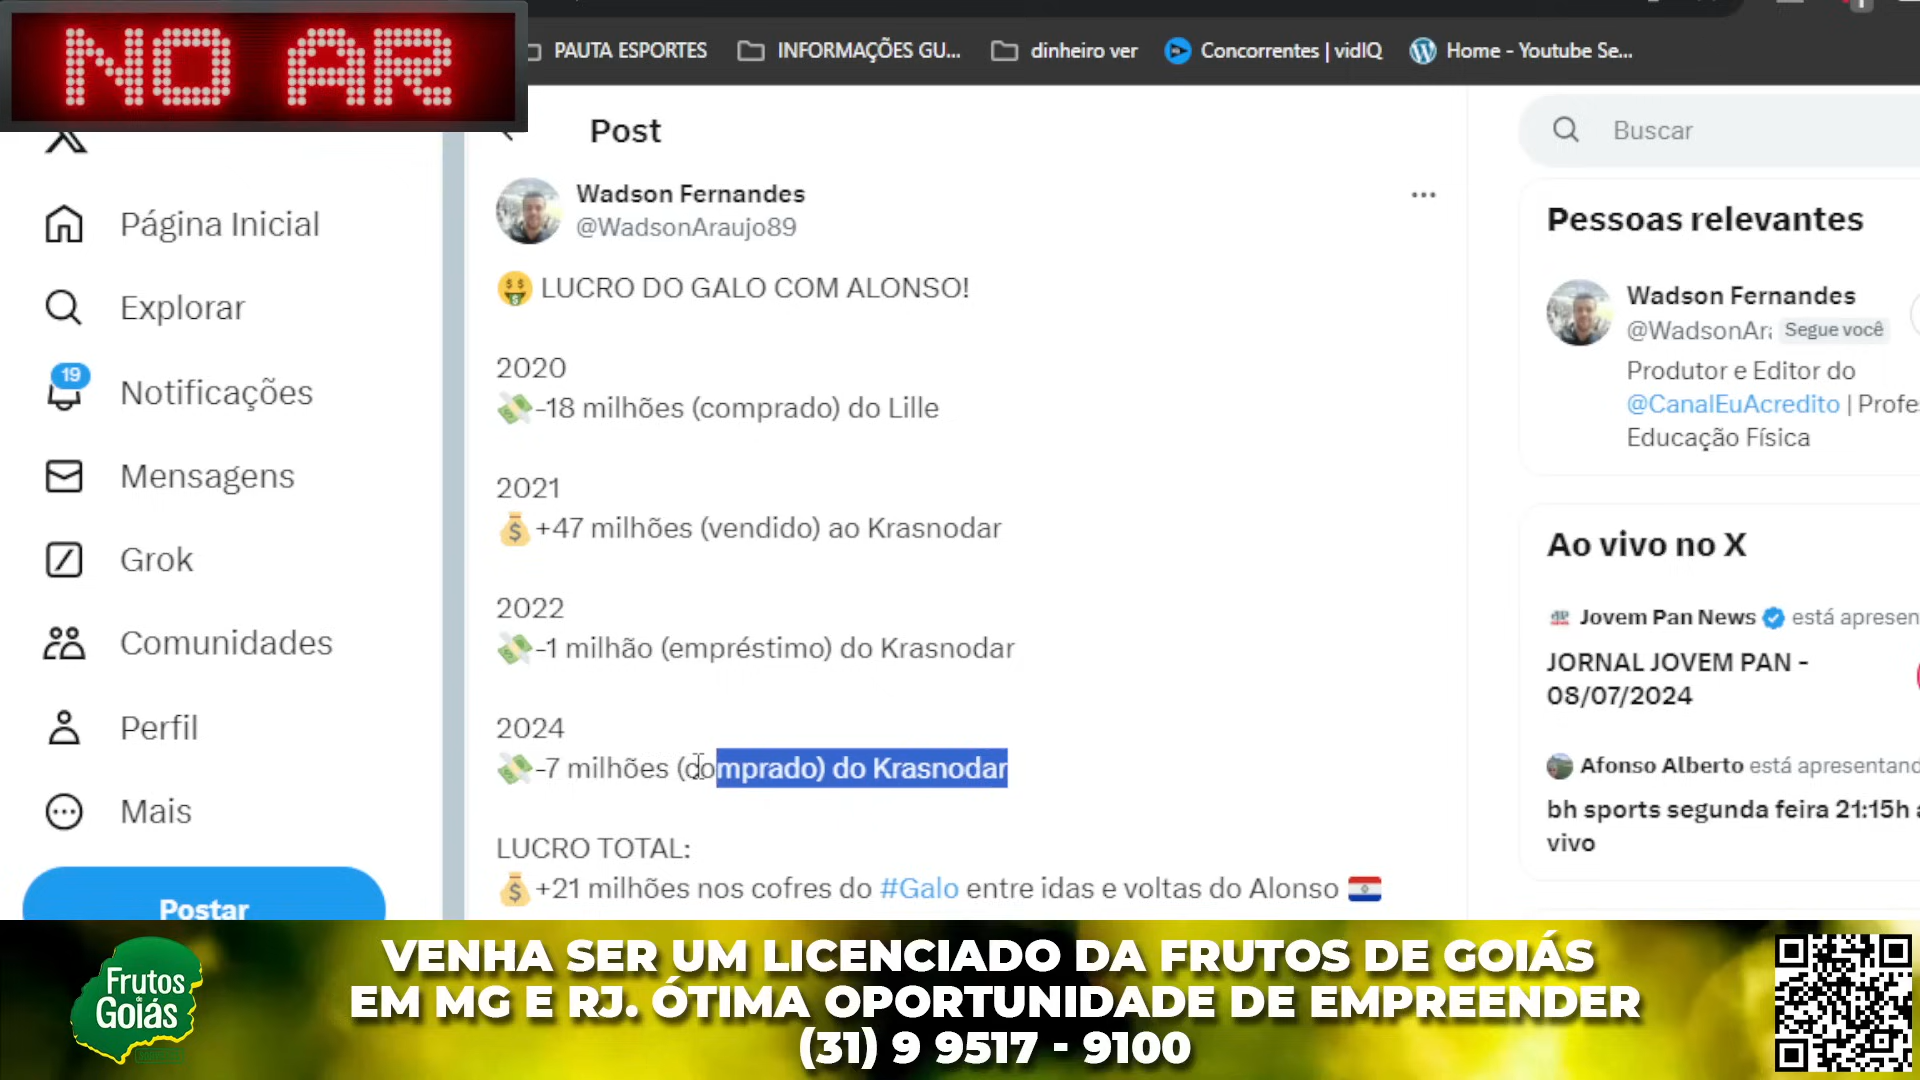 NO AR
PAUTA ESPORTES
INFORMAÇÕES GU...
dinheiro ver
Concorrentes | vidIQ
Home - Youtube Se...
Post
Buscar
Página Inicial
Explorar
19
Notificações
Mensagens
Grok
Comunidades
Perfil
Mais
Postar
Wadson Fernandes
@WadsonAraujo89
LUCRO DO GALO COM ALONSO!
2020
-18 milhões (comprado) do Lille
2021
+47 milhões (vendido) ao Krasnodar
2022
-1 milhão (empréstimo) do Krasnodar
2024
-7 milhões (comprado) do Krasnodar
LUCRO TOTAL:
+21 milhões nos cofres do #Galo entre idas e voltas do Alonso
Pessoas relevantes
Wadson Fernandes
@WadsonAra Segue você
Produtor e Editor do
@CanalEuAcredito | Profes
Educação Física
Ao vivo no X
Jovem Pan News está apresen
JORNAL JOVEM PAN -
08/07/2024
Afonso Alberto está apresentand
bh sports segunda feira 21:15h a
vivo
Frutos
Goiás
VENHA SER UM LICENCIADO DA FRUTOS DE GOIÁS
EM MG E RJ. ÓTIMA OPORTUNIDADE DE EMPREENDER
(31) 9 9517 - 9100